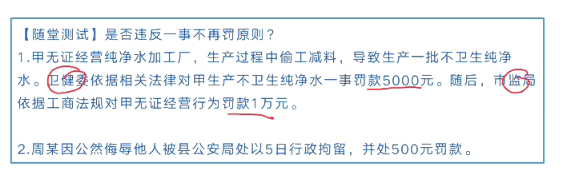 【随堂测试】是否违反一事不再罚原则？
1.甲无证经营纯净水加工厂，生产过程中偷工减料，导致生产一批不卫生纯净
水。卫健委依据相关法律对甲生产不卫生纯净水一事罚款5000元。随后，市监局
依据工商法规对甲无证经营行为罚款1万元。
2.周某因公然侮辱他人被县公安局处以5日行政拘留，并处500元罚款。